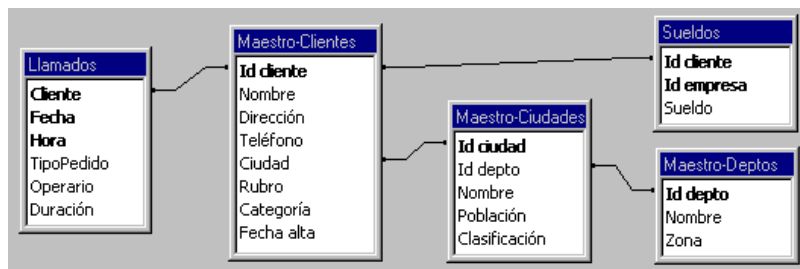 Llamados
Cliente
Fecha
Hora
TipoPedido
Operario
Duración
Maestro-Clientes
Id cliente
Nombre
Dirección
Teléfono
Ciudad
Rubro
Categoría
Fecha alta
Maestro-Ciudades
Id ciudad
Id depto
Nombre
Población
Clasificación
Sueldos
Id cliente
Id empresa
Sueldo
Maestro-Deptos
Id depto
Nombre
Zona